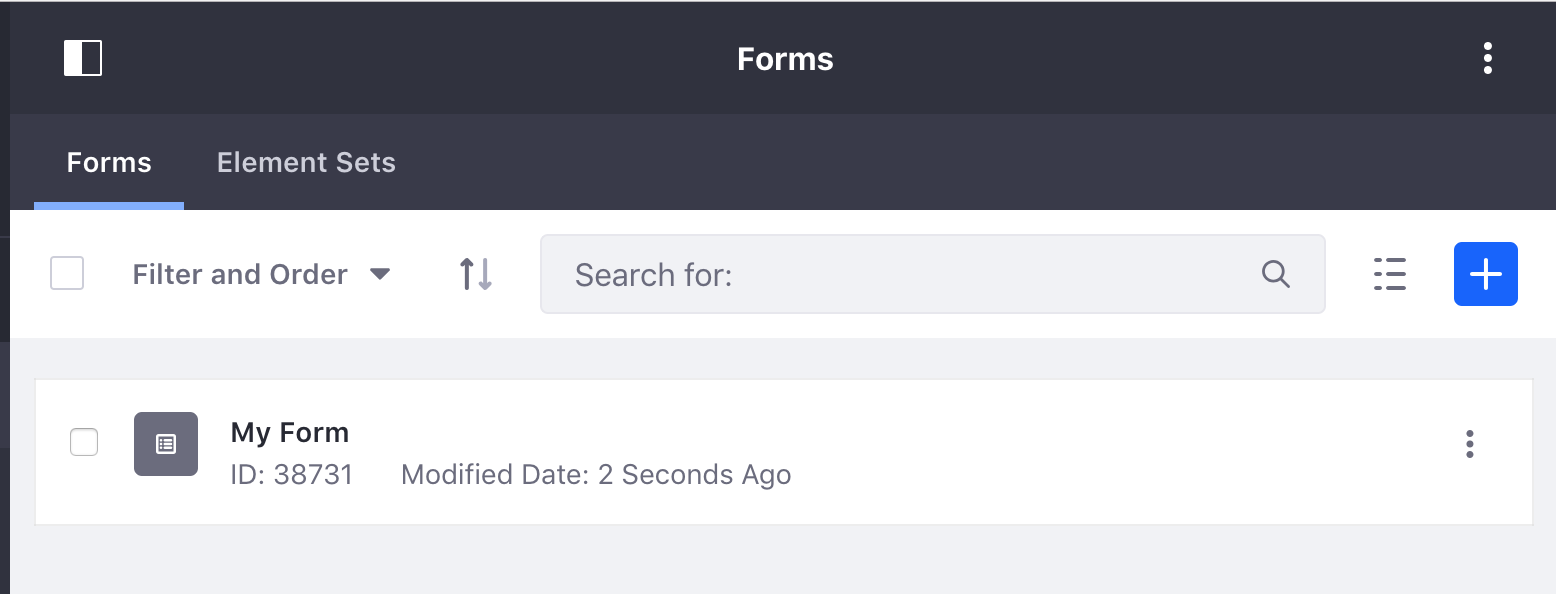 Forms
Forms Element Sets
Filter and Order Search for:
My Form
ID: 38731 Modified Date: 2 Seconds Ago